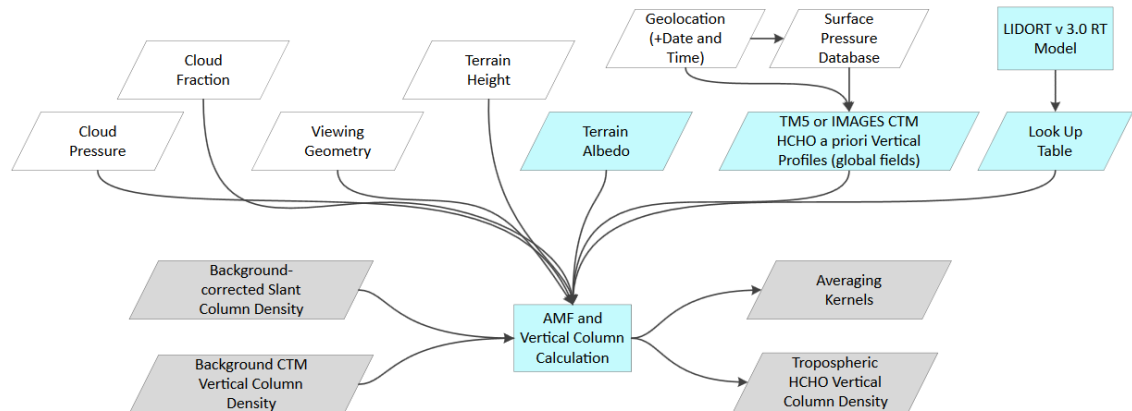 Geolocation
(+Date and
Time)
Surface
Pressure
Database
LIDORT v 3.0 RT
Model
Cloud
Fraction
Terrain
Height
Cloud
Pressure
Viewing
Geometry
Terrain
Albedo
TM5 or IMAGES CTM
HCHO a priori Vertical
Profiles (global fields)
Look Up
Table
Background-
corrected Slant
Column Density
Averaging
Kernels
AMF and
Vertical Column
Calculation
Background CTM
Vertical Column
Density
Tropospheric
HCHO Vertical
Column Density